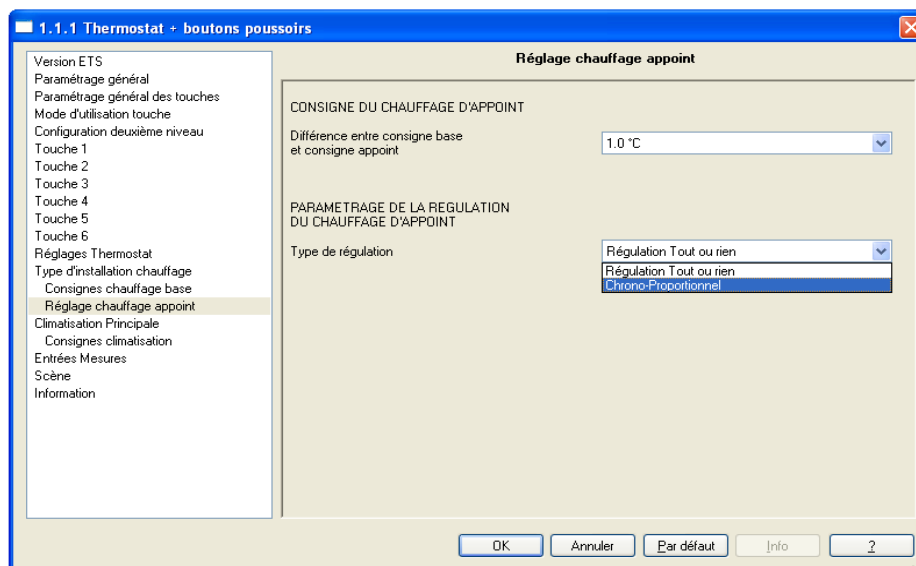 1.1.1 Thermostat + boutons poussoirs
Version ETS
Paramétrage général
Paramétrage général des touches
Mode d'utilisation touche
Configuration deuxième niveau
Touche 1
Touche 2
Touche 3
Touche 4
Touche 5
Touche 6
Réglages Thermostat
Type d'installation chauffage
Consignes chauffage base
Réglage chauffage appoint
Climatisation Principale
Consignes climatisation
Entrées Mesures
Scène
Information
Réglage chauffage appoint
CONSIGNE DU CHAUFFAGE D'APPOINT
Différence entre consigne base
et consigne appoint
1.0 °C
PARAMETRAGE DE LA REGULATION
DU CHAUFFAGE D'APPOINT
Type de régulation
Régulation Tout ou rien
Régulation Tout ou rien
Chrono-Proportionnel
OK
Annuler
Par défaut
Info
?